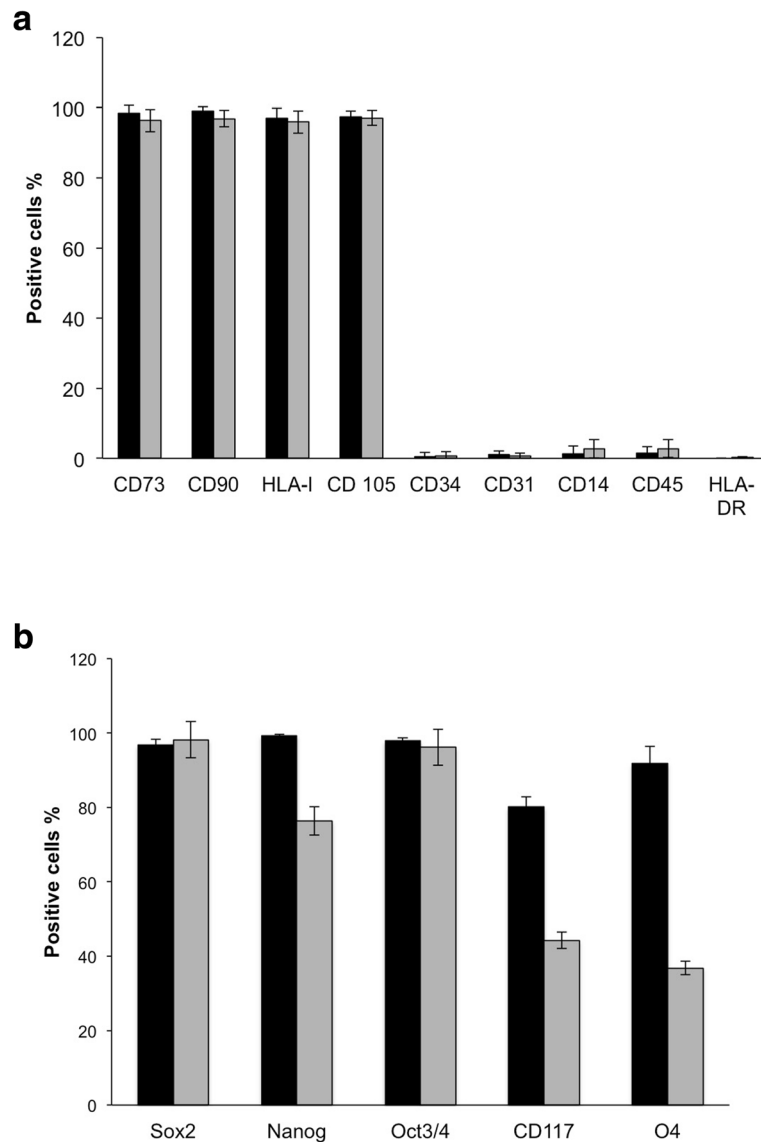 a
120
100
80
60
40
20
0
Positive cells %
CD73 CD90 HLA-I CD 105 CD34 CD31 CD14 CD45 HLA-
DR
b
120
100
80
60
40
20
0
Positive cells %
Sox2 Nanog Oct3/4 CD117 O4